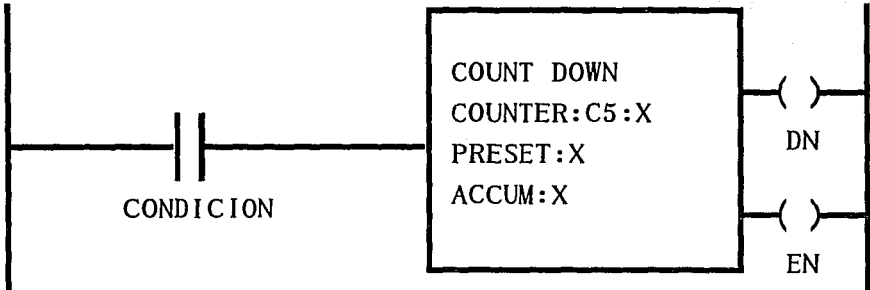 COUNT DOWN
COUNTER:C5:X
PRESET:X
ACCUM:X
DN
CONDICION
EN